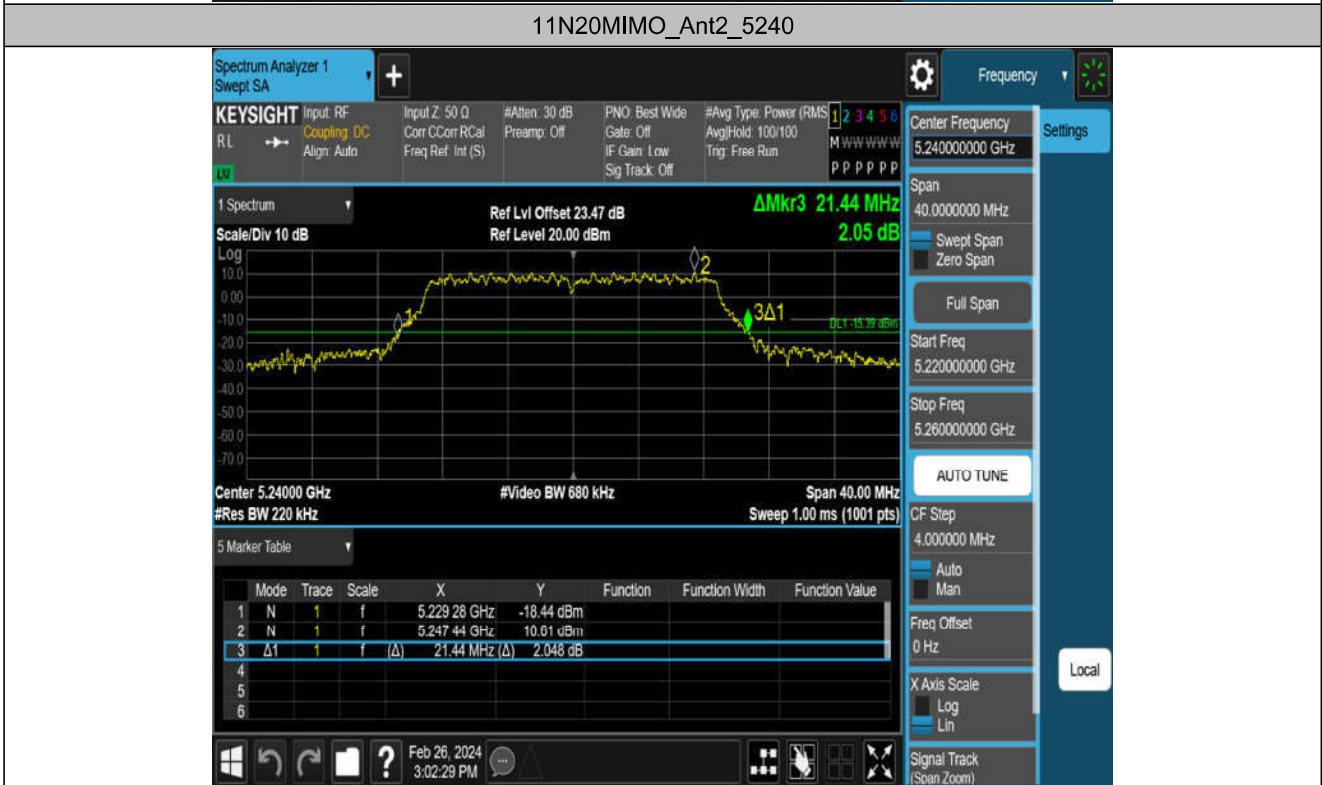 11N20MIMO_Ant2_5240
Spectrum Analyzer 1
Swept SA
+
Frequency
KEYSIGHT
RL
LXI
Input: RF
Coupling: DC
Align: Auto
Input Z: 50 Ω
Corr CCorr RCal
Freq Ref: Int (S)
#Atten: 30 dB
Preamp: Off
PNO: Best Wide
Gate: Off
IF Gain: Low
Sig Track: Off
#Avg Type: Power (RMS
Avg|Hold: 100/100
Trig: Free Run
1 2 3 4 5 6
M W W W W W
P P P P P P
1 Spectrum
Scale/Div 10 dB
Ref Lvl Offset 23.47 dB
Ref Level 20.00 dBm
ΔMkr3 21.44 MHz
2.05 dB
Log
10.0
0.00
-10.0
-20.0
-30.0
-40.0
-50.0
-60.0
-70.0
1
2
3Δ1
DL1 -15.39 dBm
Center 5.24000 GHz
#Res BW 220 kHz
#Video BW 680 kHz
Span 40.00 MHz
Sweep 1.00 ms (1001 pts)
5 Marker Table
Mode Trace Scale X Y Function Function Width Function Value
1 N 1 f 5.229 28 GHz -18.44 dBm
2 N 1 f 5.247 44 GHz 10.61 dBm
3 Δ1 1 f (Δ) 21.44 MHz (Δ) 2.048 dB
4
5
6
Feb 26, 2024
3:02:29 PM
?
Center Frequency
5.240000000 GHz
Settings
Span
40.0000000 MHz
Swept Span
Zero Span
Full Span
Start Freq
5.220000000 GHz
Stop Freq
5.260000000 GHz
AUTO TUNE
CF Step
4.000000 MHz
Auto
Man
Freq Offset
0 Hz
Local
X Axis Scale
Log
Lin
Signal Track
(Span Zoom)